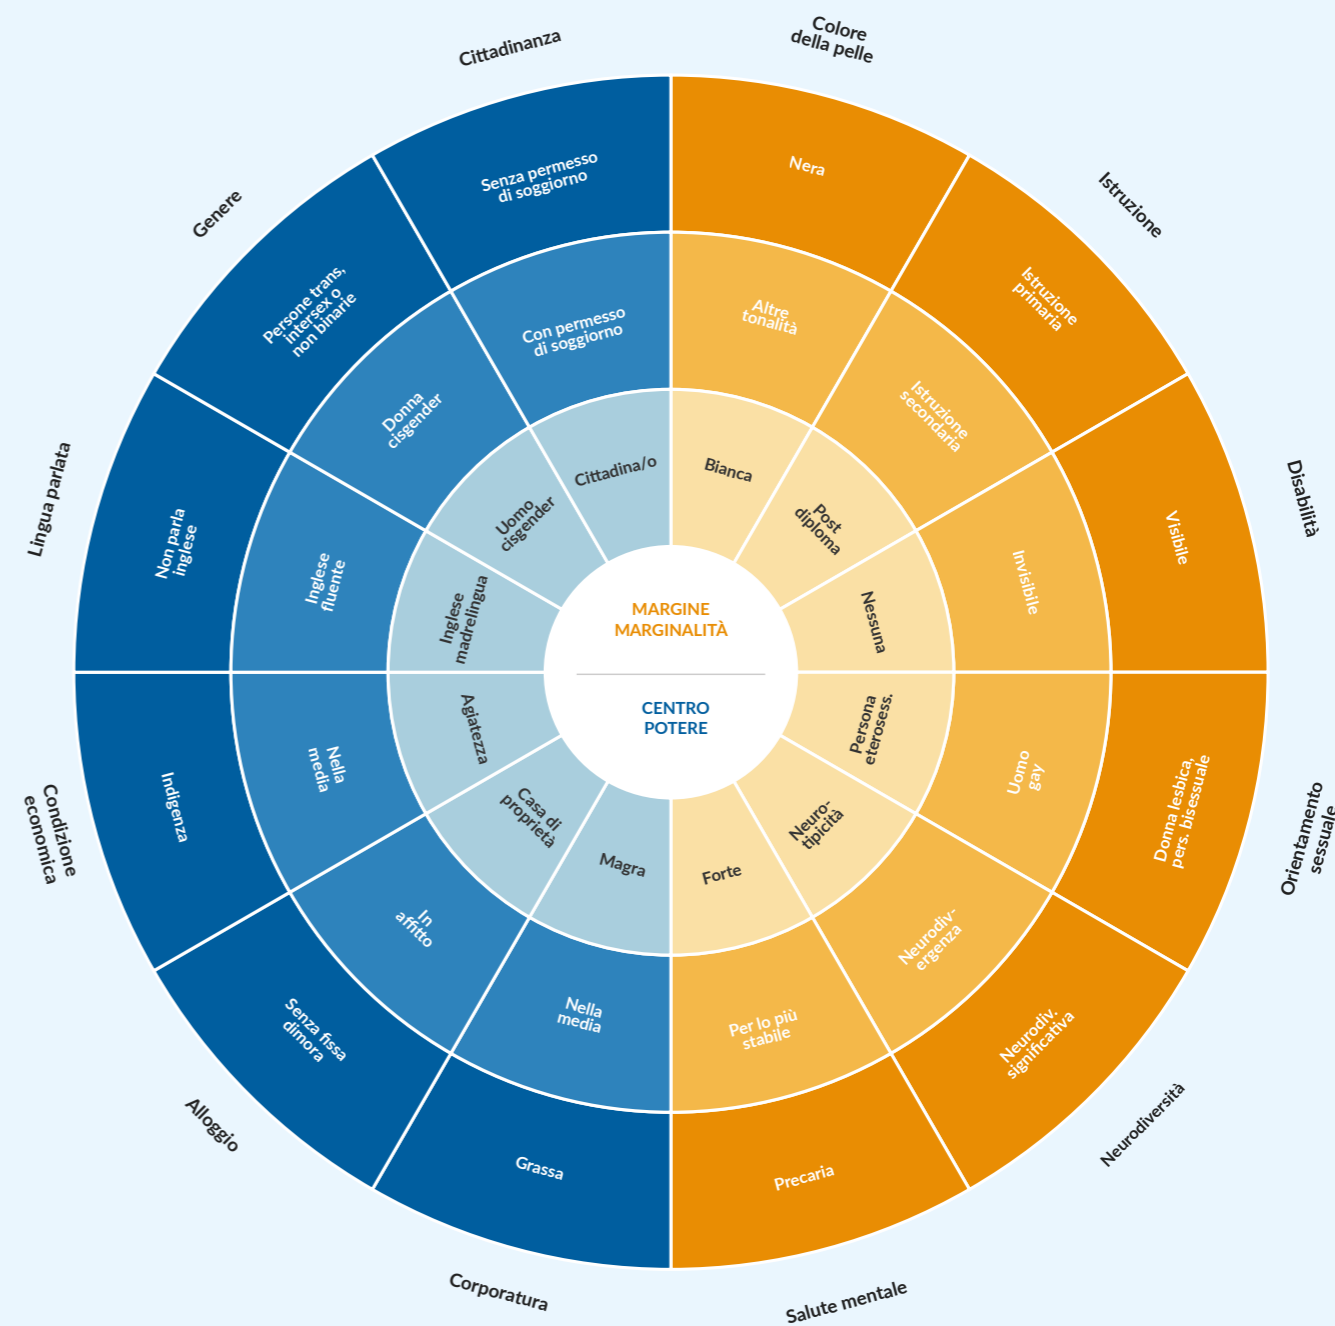 Cittadinanza
Colore
della pelle
Genere
Istruzione
Lingua parlata
Disabilità
Condizione
economica
Orientamento
sessuale
Alloggio
Neurodiversità
Corporatura
Salute mentale
Senza permesso
di soggiorno
Con permesso
di soggiorno
Cittadina/o
Nera
Altre
tonalità
Bianca
Istruzione
primaria
Istruzione
secondaria
Post
diploma
Visibile
Invisibile
Nessuna
Donna lesbica,
pers. bisessuale
Uomo
gay
Persona
eterosess.
Neurodiv.
significativa
Neurodiv-
ergenza
Neuro-
tipicità
Precaria
Per lo più
stabile
Forte
Grassa
Nella
media
Magra
Senza fissa
dimora
In
affitto
Casa di
proprietà
Indigenza
Nella
media
Agiatezza
Non parla
inglese
Inglese
fluente
Inglese
madrelingua
Persone trans,
intersex o
non binarie
Donna
cisgender
Uomo
cisgender
MARGINE
MARGINALITÀ
CENTRO
POTERE